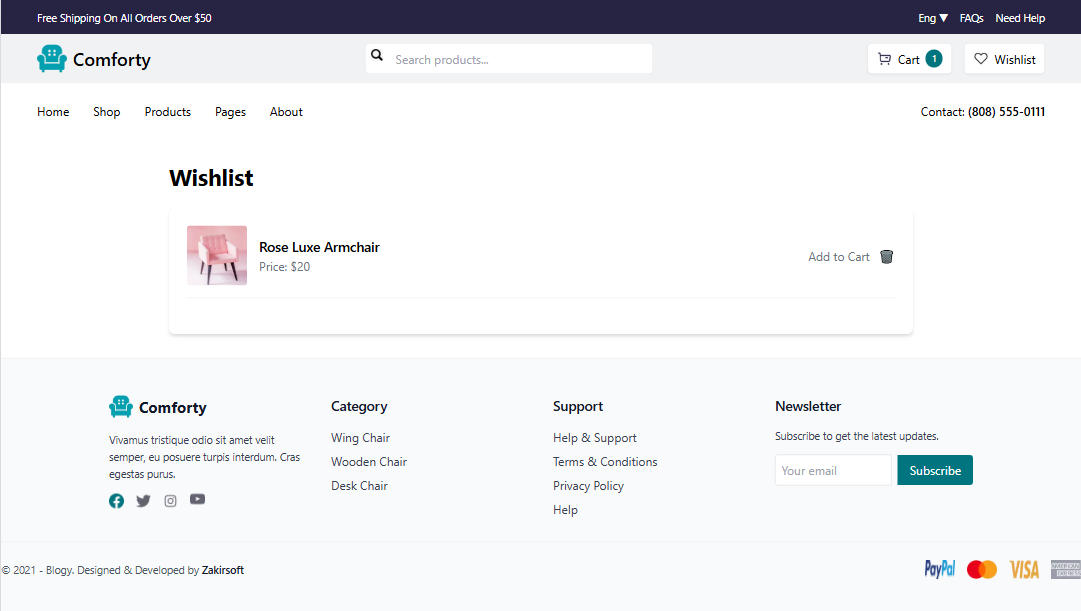 Free Shipping On All Orders Over $50
Eng ▼ FAQs Need Help
Comforty
Search products...
Cart 1
Wishlist
Home Shop Products Pages About
Contact: (808) 555-0111
Wishlist
Rose Luxe Armchair
Price: $20
Add to Cart
Comforty
Vivamus tristique odio sit amet velit
semper, eu posuere turpis interdum. Cras
egestas purus.
Category
Wing Chair
Wooden Chair
Desk Chair
Support
Help & Support
Terms & Conditions
Privacy Policy
Help
Newsletter
Subscribe to get the latest updates.
Your email
Subscribe
© 2021 - Blogy. Designed & Developed by Zakirsoft
PayPal
VISA
AMERICAN